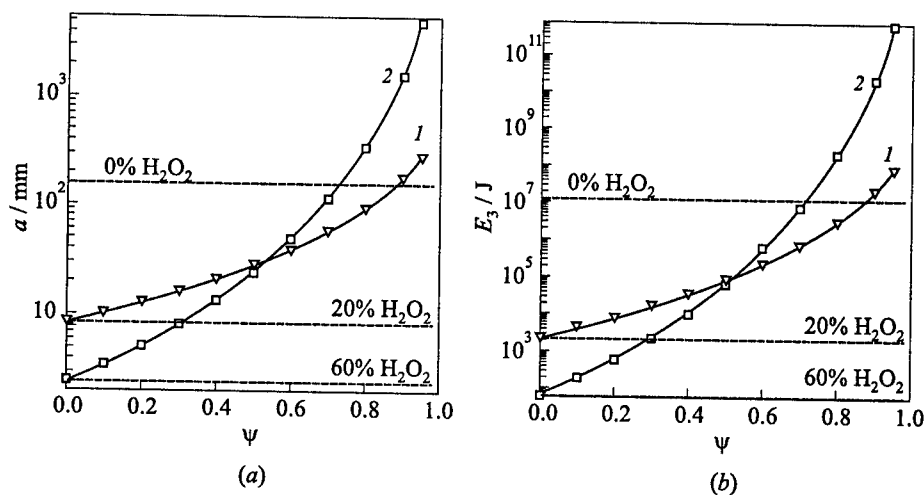 10³
10²
10
a / mm
0% H₂O₂
20% H₂O₂
60% H₂O₂
2
1
0.0 0.2 0.4 0.6 0.8 1.0
ψ
(a)
10¹¹
10⁹
10⁷
10⁵
10³
E₃ / J
0% H₂O₂
20% H₂O₂
60% H₂O₂
2
1
0.0 0.2 0.4 0.6 0.8 1.0
ψ
(b)